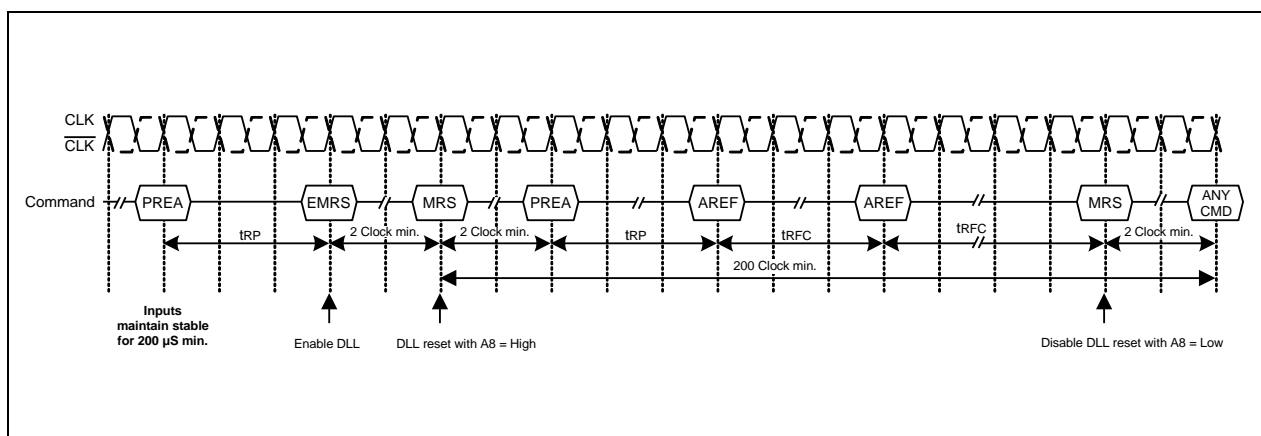 CLK
CLK
Command
PREA
EMRS
MRS
PREA
AREF
AREF
MRS
ANY
CMD
tRP
2 Clock min.
2 Clock min.
tRP
tRFC
tRFC
2 Clock min.
200 Clock min.
Inputs
maintain stable
for 200 µS min.
Enable DLL
DLL reset with A8 = High
Disable DLL reset with A8 = Low